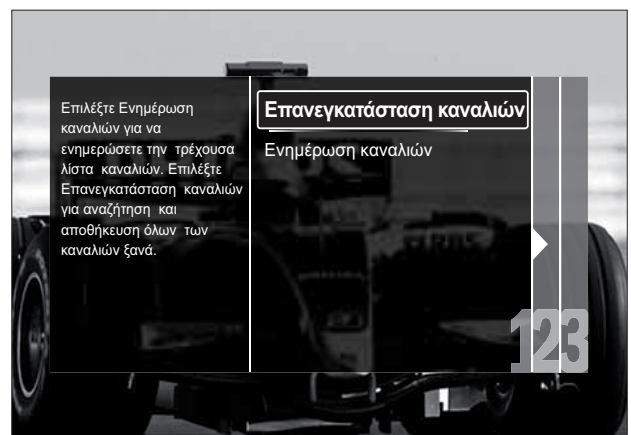 Επιλέξτε Ενημέρωση
καναλιών για να
ενημερώσετε την τρέχουσα
λίστα καναλιών. Επιλέξτε
Επανεγκατάσταση καναλιών
για αναζήτηση και
αποθήκευση όλων των
καναλιών ξανά.
Επανεγκατάσταση καναλιών
Ενημέρωση καναλιών
123